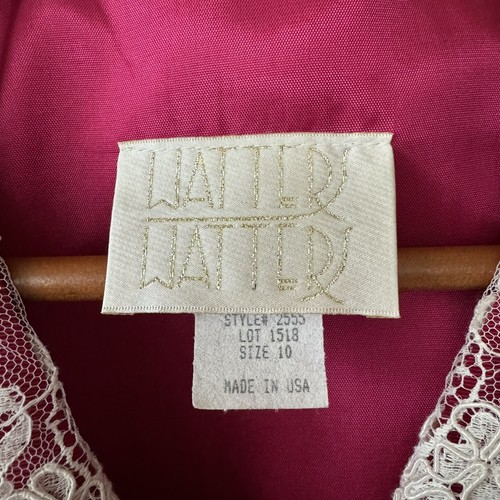 WATTERS
WATTERS
STYLE# 2555
LOT 1518
SIZE 10
MADE IN USA